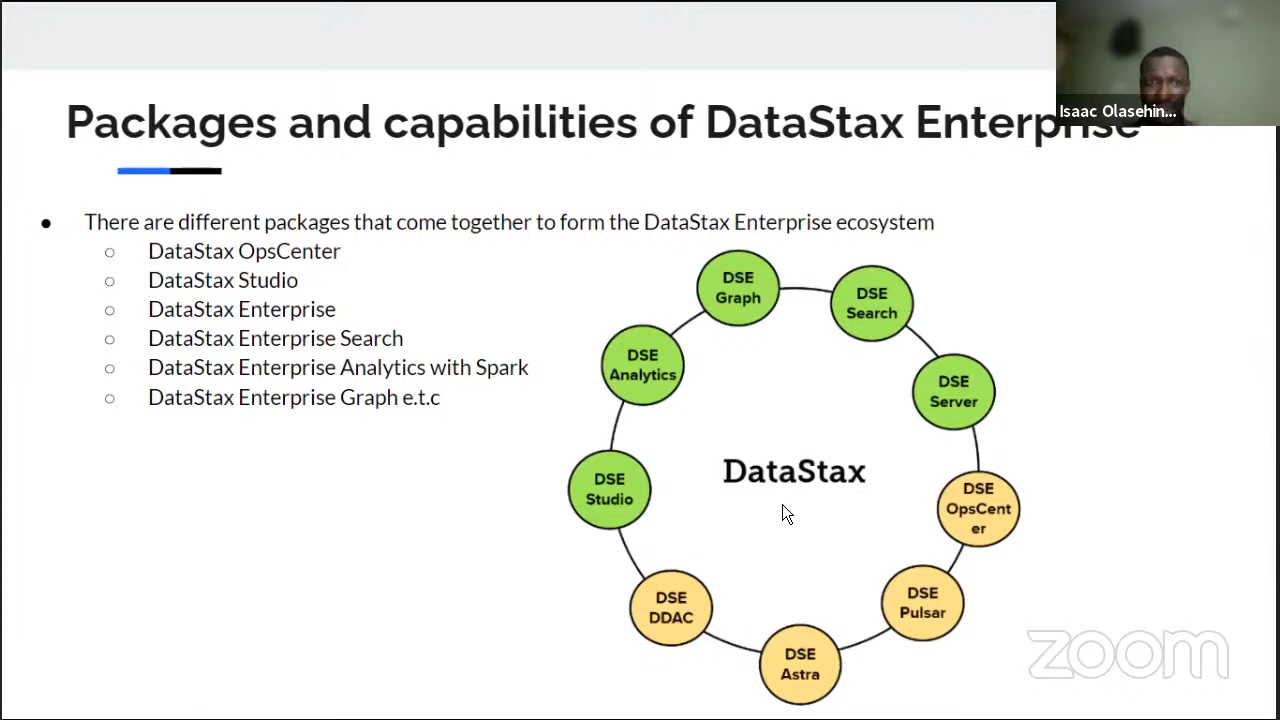 Isaac Olasehin...
Packages and capabilities of DataStax Enterprise
● There are different packages that come together to form the DataStax Enterprise ecosystem
○ DataStax OpsCenter
○ DataStax Studio
○ DataStax Enterprise
○ DataStax Enterprise Search
○ DataStax Enterprise Analytics with Spark
○ DataStax Enterprise Graph e.t.c
DSE
Graph
DSE
Search
DSE
Analytics
DSE
Server
DataStax
DSE
Studio
DSE
OpsCent
er
DSE
DDAC
DSE
Pulsar
DSE
Astra
zoom